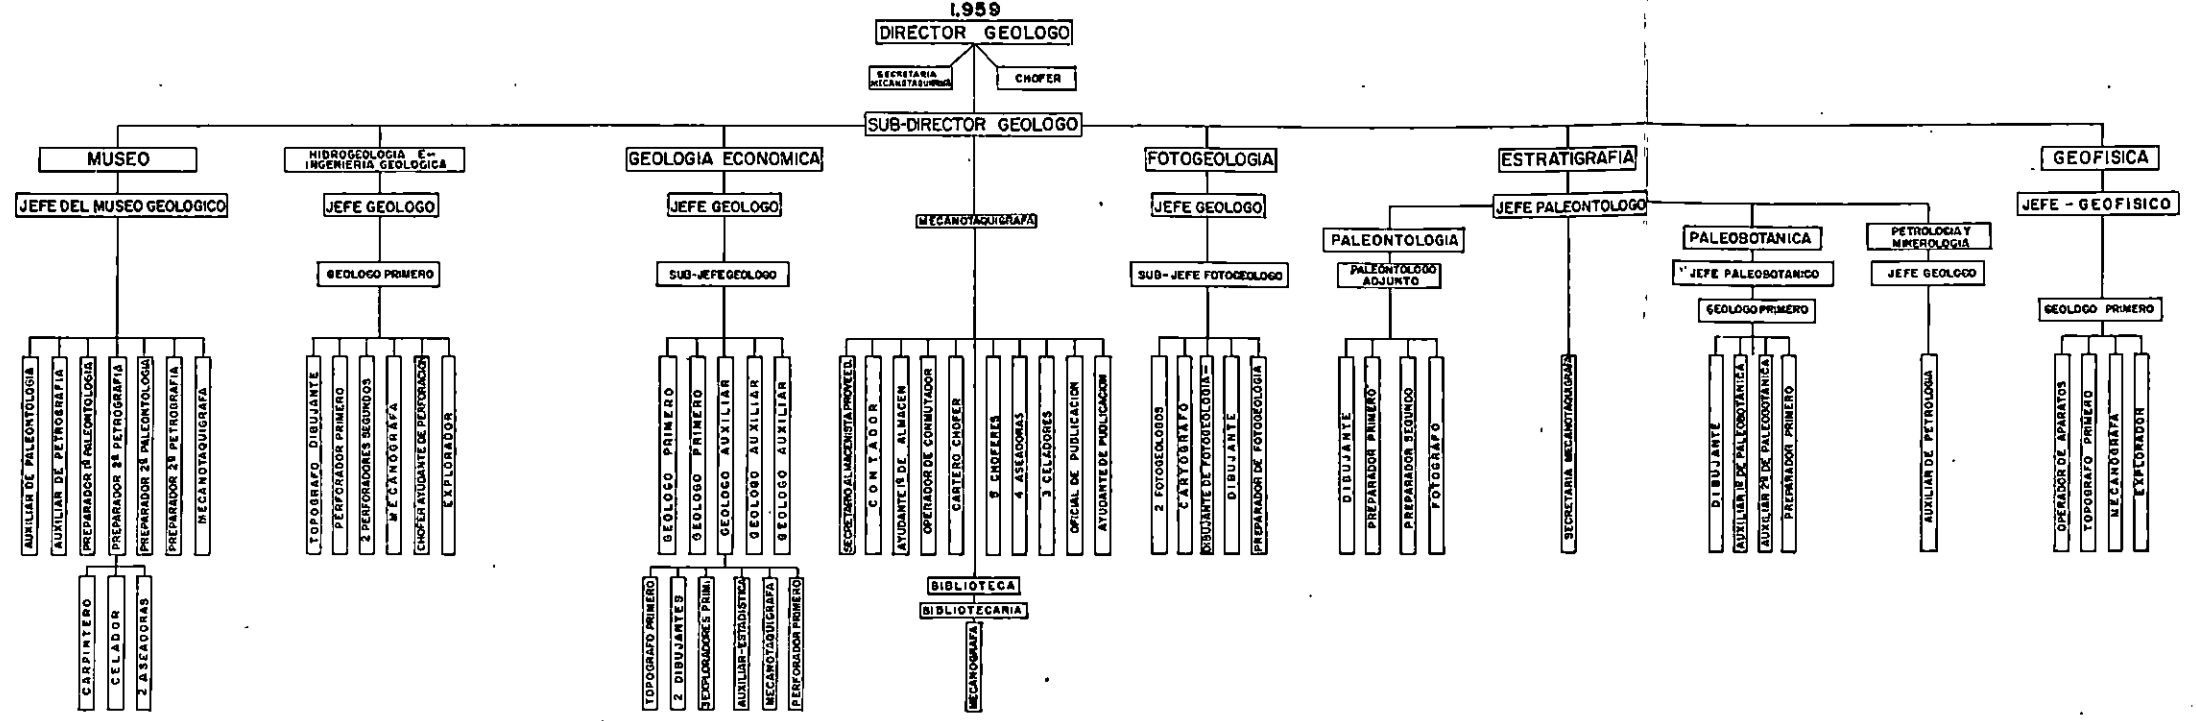 1.959
DIRECTOR GEOLOGO
SECRETARIA
MECANOTAQUIGRAFA
CHOFER
SUB-DIRECTOR GEOLOGO
MUSEO
JEFE DEL MUSEO GEOLOGICO
AUXILIAR DE PALEONTOLOGIA
AUXILIAR DE PETROGRAFIA
PREPARADOR 1º PALEONTOLOGIA
PREPARADOR 2º PETROGRAFIA
PREPARADOR 2º PALEONTOLOGIA
PREPARADOR 2º PETROGRAFIA
MECANOTAQUIGRAFA
CARPINTERO
CELADOR
2 ASEADORAS
HIDROGEOLOGIA E-
INGENIERIA GEOLOGICA
JEFE GEOLOGO
GEOLOGO PRIMERO
TOPOGRAFO DIBUJANTE
PERFORADOR PRIMERO
2 PERFORADORES SEGUNDOS
MECANOGRAFA
CHOFER AYUDANTE DE PERFORACION
EXPLORADOR
GEOLOGIA ECONOMICA
JEFE GEOLOGO
SUB-JEFE GEOLOGO
GEOLOGO PRIMERO
GEOLOGO PRIMERO
GEOLOGO AUXILIAR
GEOLOGO AUXILIAR
GEOLOGO AUXILIAR
TOPOGRAFO PRIMERO
2 DIBUJANTES
3 EXPLORADORES PRIM.
AUXILIAR-ESTADISTICA
MECANOTAQUIGRAFA
PERFORADOR PRIMERO
MECANOTAQUIGRAFA
SECRETARIO ALMACENISTA PROVEED.
CONTADOR
AYUDANTE 1º DE ALMACEN
OPERADOR DE CONMUTADOR
CARTERO CHOFER
5 CHOFERES
4 ASEADORAS
3 CELADORES
OFICIAL DE PUBLICACION
AYUDANTE DE PUBLICACION
BIBLIOTECA
BIBLIOTECARIA
MECANOGRAFA
FOTOGEOLOGIA
JEFE GEOLOGO
SUB-JEFE FOTOGEOLOGO
2 FOTOGEOLOGOS
CARTOGRAFO
DIBUJANTE DE FOTOGEOLOGIA-
DIBUJANTE
PREPARADOR DE FOTOGEOLOGIA
ESTRATIGRAFIA
JEFE PALEONTOLOGO
PALEONTOLOGIA
PALEONTOLOGO
ADJUNTO
DIBUJANTE
PREPARADOR PRIMERO
PREPARADOR SEGUNDO
FOTOGRAFO
SECRETARIA MECANOTAQUIGRAFA
PALEOBOTANICA
JEFE PALEOBOTANICO
GEOLOGO PRIMERO
DIBUJANTE
AUXILIAR 1º DE PALEOBOTANICA
AUXILIAR 2º DE PALEOBOTANICA
PREPARADOR PRIMERO
PETROLOGIA Y
MINEROLOGIA
JEFE GEOLOGO
AUXILIAR DE PETROLOGIA
GEOFISICA
JEFE - GEOFISICO
GEOLOGO PRIMERO
OPERADOR DE APARATOS
TOPOGRAFO PRIMERO
MECANOGRAFA
EXPLORADOR